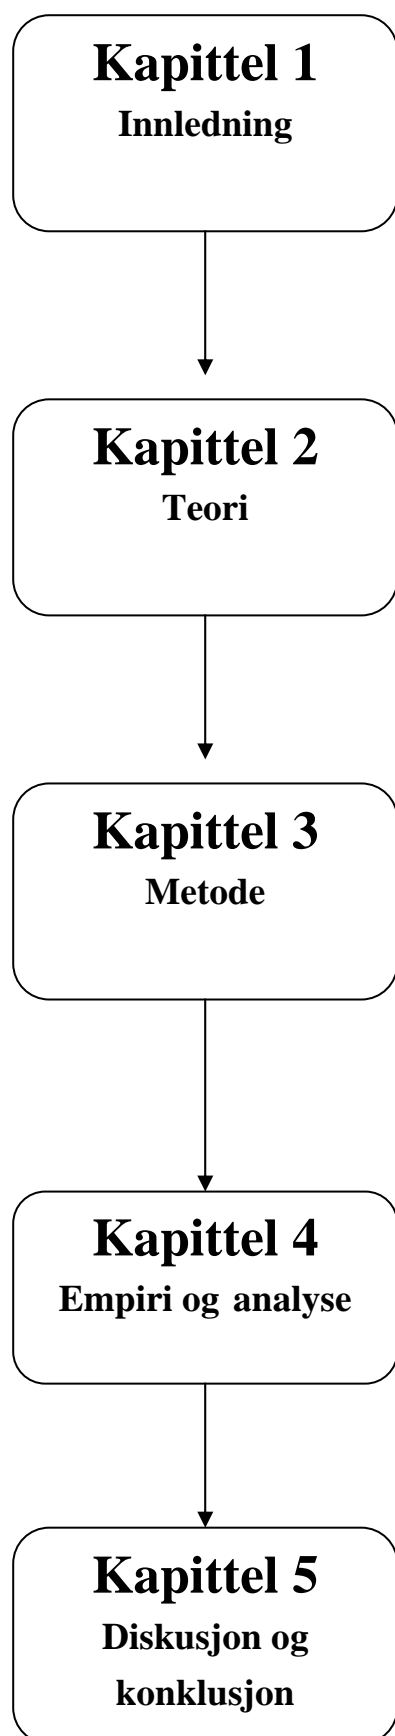 Kapittel 1
Innledning
Kapittel 2
Teori
Kapittel 3
Metode
Kapittel 4
Empiri og analyse
Kapittel 5
Diskusjon og
konklusjon